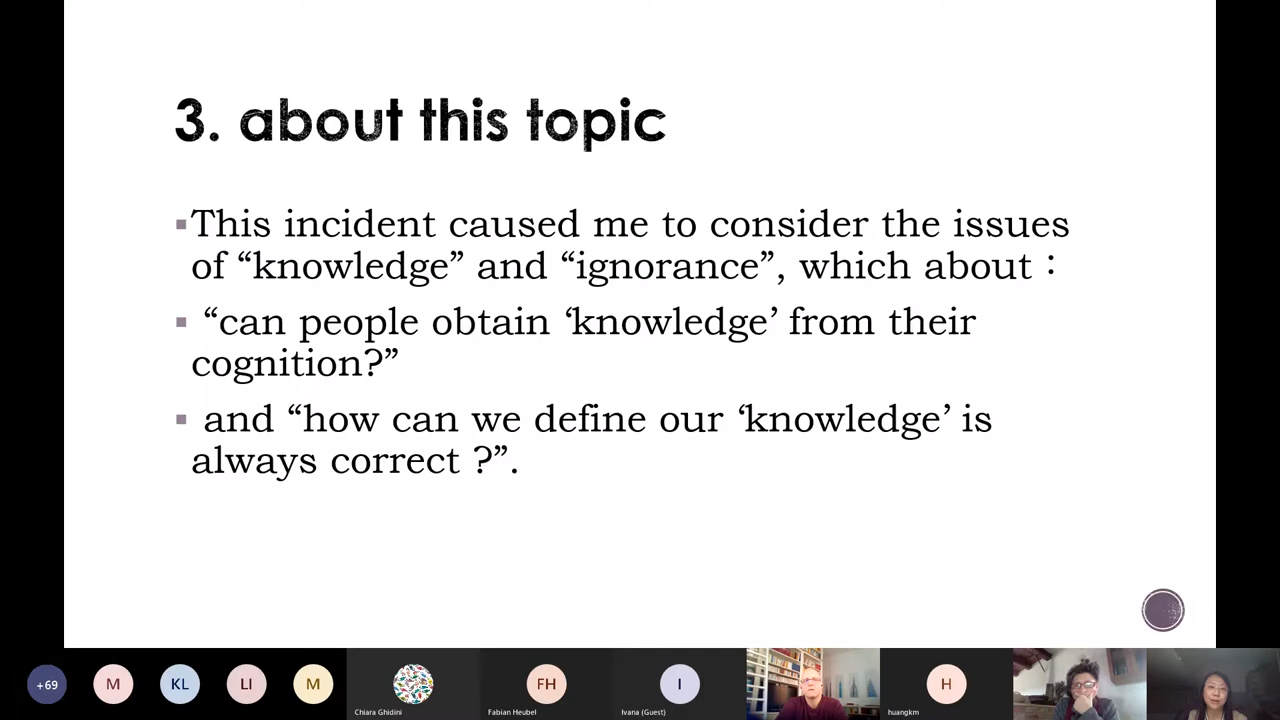 3. about this topic
▪This incident caused me to consider the issues
of “knowledge” and “ignorance”, which about：
▪ “can people obtain ‘knowledge’ from their
cognition?”
▪ and “how can we define our ‘knowledge’ is
always correct ?”.
+69
M
KL
LI
M
Chiara Ghidini
FH
Fabian Heubel
I
Ivana (Guest)
H
huangkm